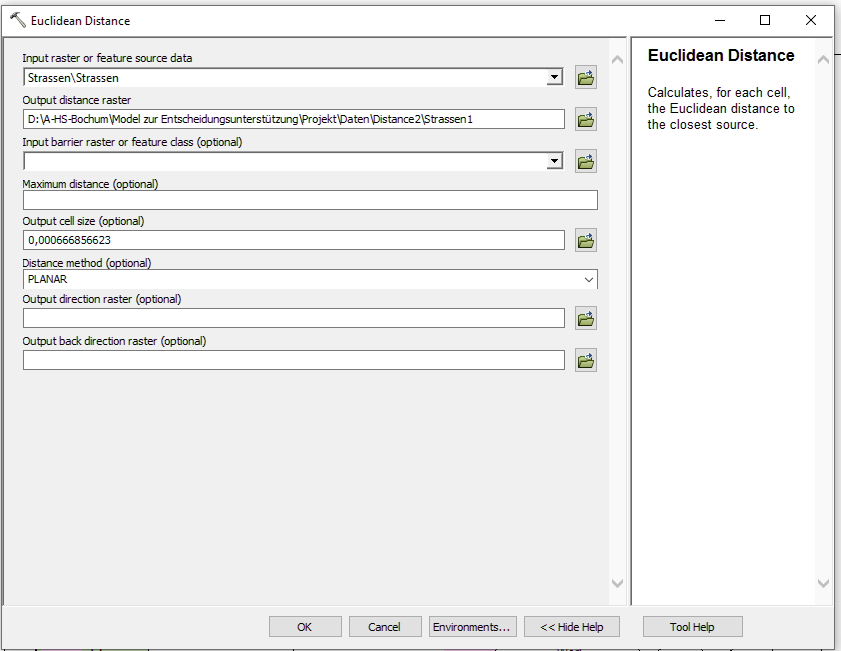 Euclidean Distance
Input raster or feature source data
Strassen\Strassen
Output distance raster
D:\A-HS-Bochum\Model zur Entscheidungsunterstützung\Projekt\Daten\Distance2\Strassen1
Input barrier raster or feature class (optional)
Maximum distance (optional)
Output cell size (optional)
0,000666856623
Distance method (optional)
PLANAR
Output direction raster (optional)
Output back direction raster (optional)
Euclidean Distance
Calculates, for each cell,
the Euclidean distance to
the closest source.
OK
Cancel
Environments...
<< Hide Help
Tool Help